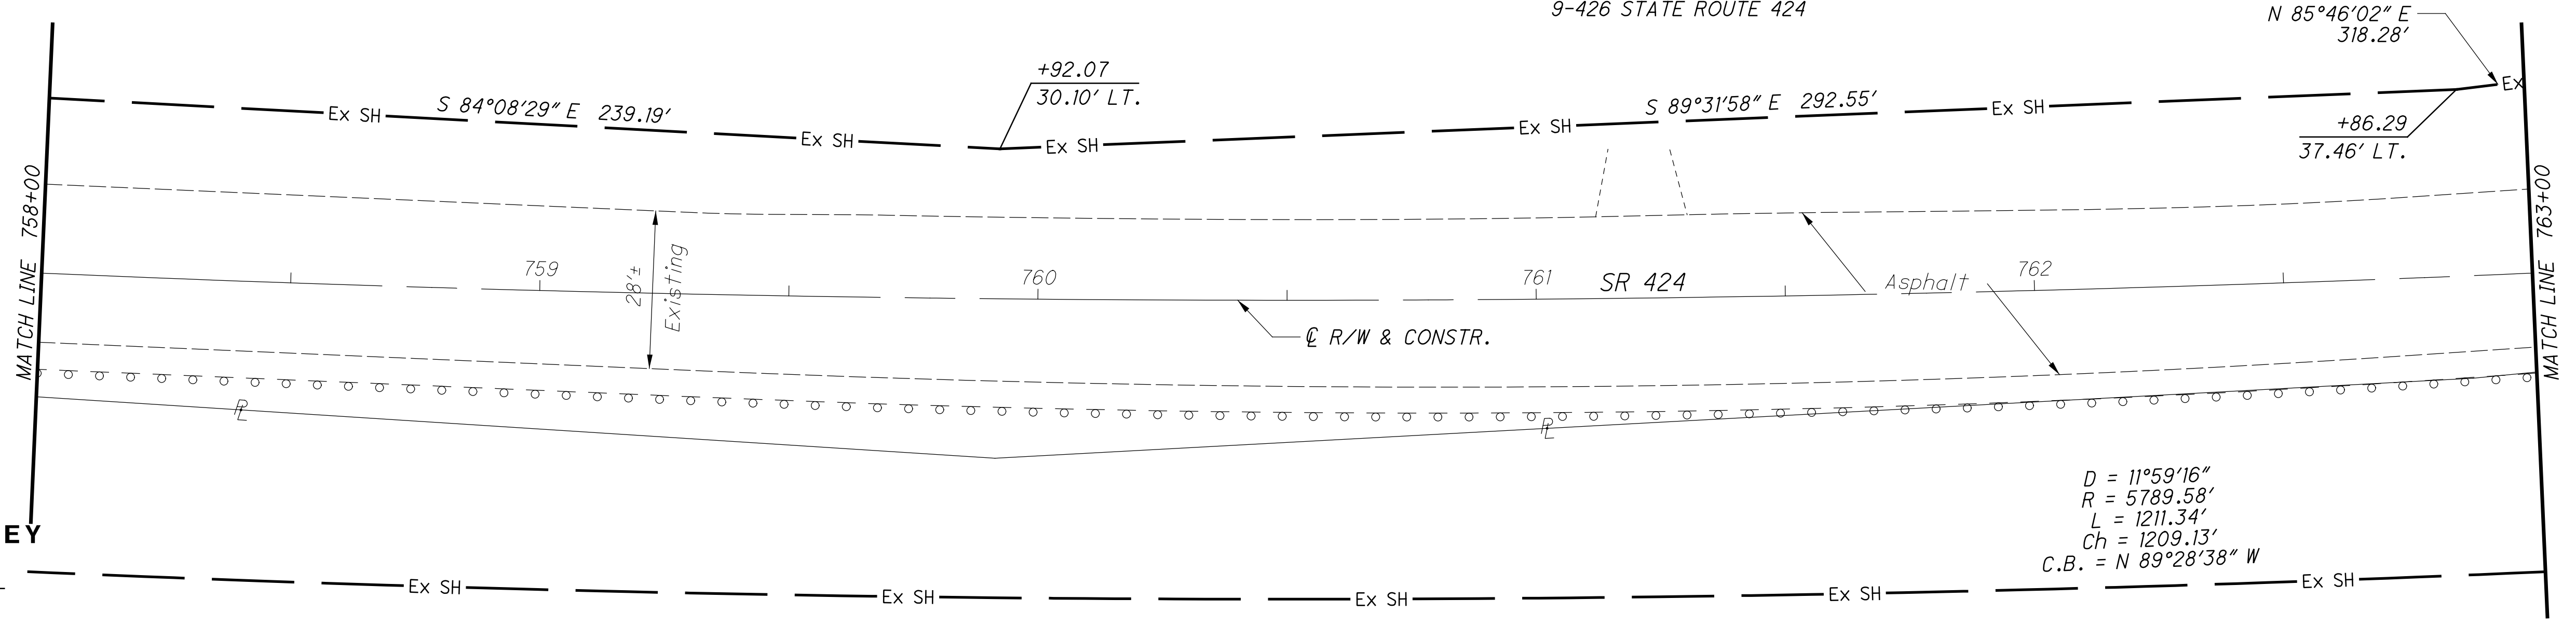 9-426 STATE ROUTE 424
N 85°46'02" E
318.28'
+92.07
30.10' LT.
S 84°08'29" E 239.19'
S 89°31'58" E 292.55'
Ex SH
Ex SH
Ex SH
Ex SH
Ex SH
Ex
+86.29
37.46' LT.
MATCH LINE 758+00
MATCH LINE 763+00
759
760
761
762
28'±
Existing
SR 424
Asphalt
℄ R/W & CONSTR.
PL
PL
D = 11°59'16"
R = 5789.58'
L = 1211.34'
Ch = 1209.13'
C.B. = N 89°28'38" W
EY
Ex SH
Ex SH
Ex SH
Ex SH
Ex SH